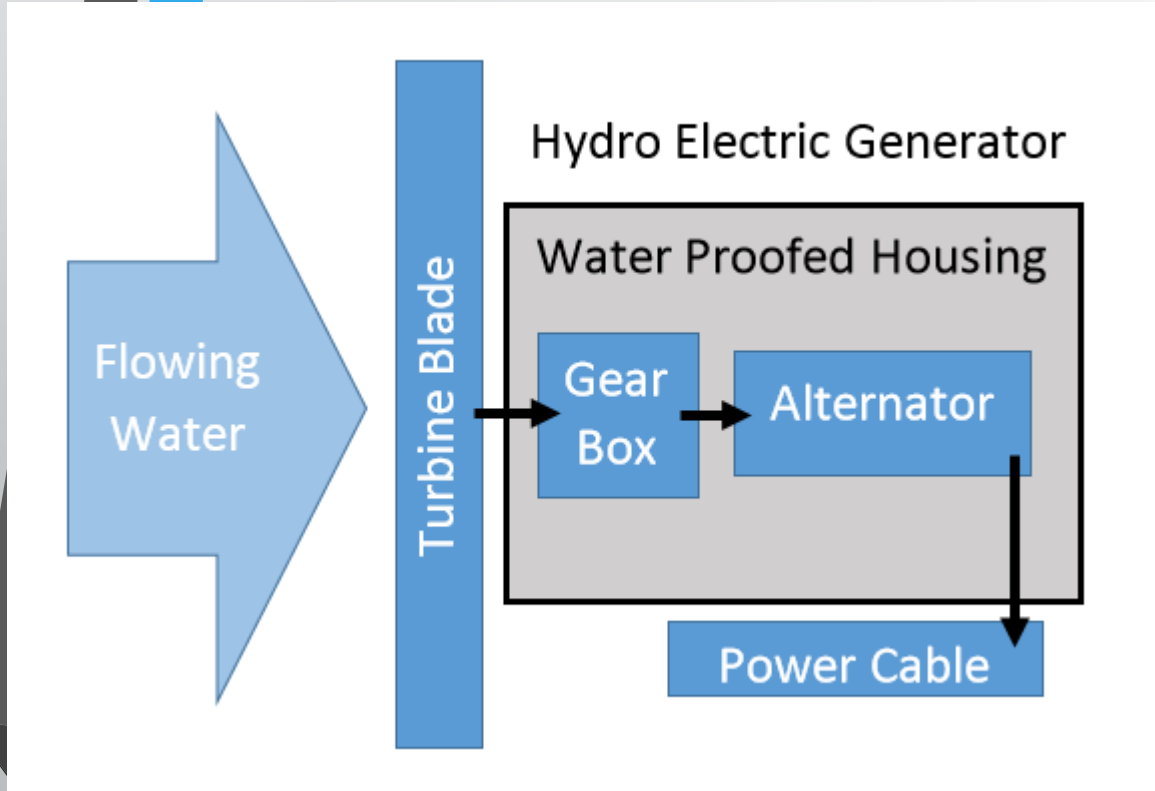 Hydro Electric Generator
Water Proofed Housing
Flowing
Water
Turbine Blade
Gear
Box
Alternator
Power Cable